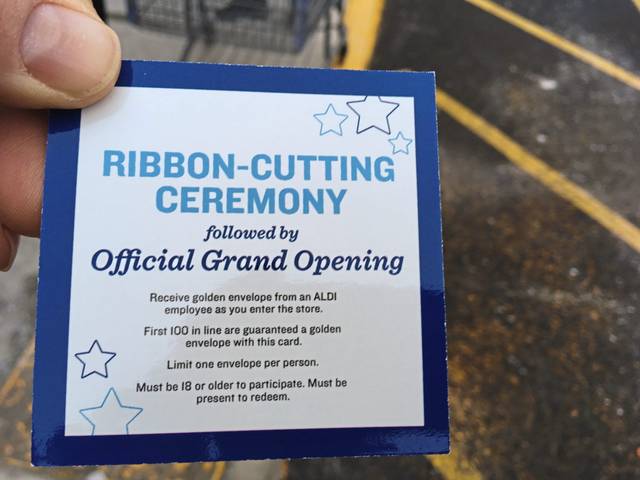 RIBBON-CUTTING
CEREMONY
followed by
Official Grand Opening
Receive golden envelope from an ALDI
employee as you enter the store.
First 100 in line are guaranteed a golden
envelope with this card.
Limit one envelope per person.
Must be 18 or older to participate. Must be
present to redeem.